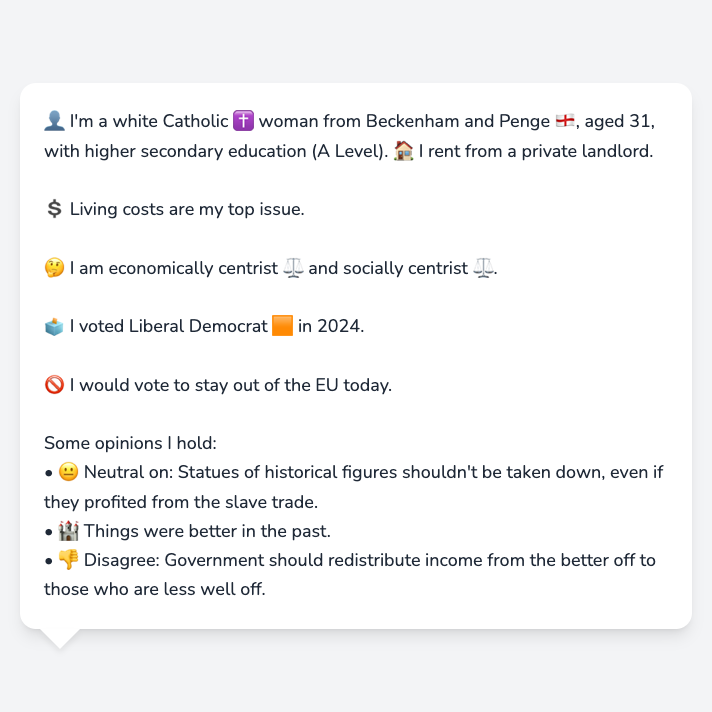 👤 I'm a white Catholic ✝️ woman from Beckenham and Penge 🏴󠁧󠁢󠁥󠁮󠁧󠁿, aged 31,
with higher secondary education (A Level). 🏠 I rent from a private landlord.
💲 Living costs are my top issue.
🤔 I am economically centrist ⚖️ and socially centrist ⚖️.
🗳️ I voted Liberal Democrat 🟧 in 2024.
🚫 I would vote to stay out of the EU today.
Some opinions I hold:
• 😐 Neutral on: Statues of historical figures shouldn't be taken down, even if
they profited from the slave trade.
• 🏰 Things were better in the past.
• 👎 Disagree: Government should redistribute income from the better off to
those who are less well off.